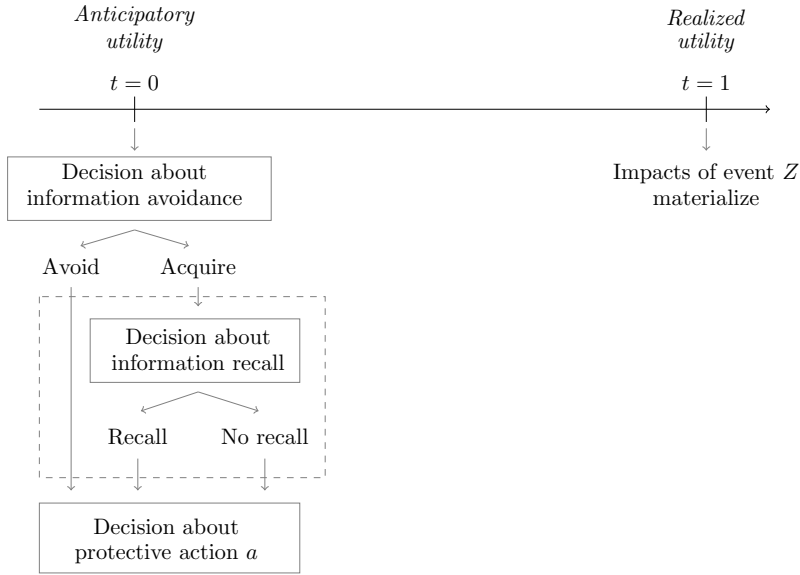 Anticipatory
utility
t = 0
Realized
utility
t = 1
Decision about
information avoidance
Impacts of event Z
materialize
Avoid
Acquire
Decision about
information recall
Recall
No recall
Decision about
protective action a